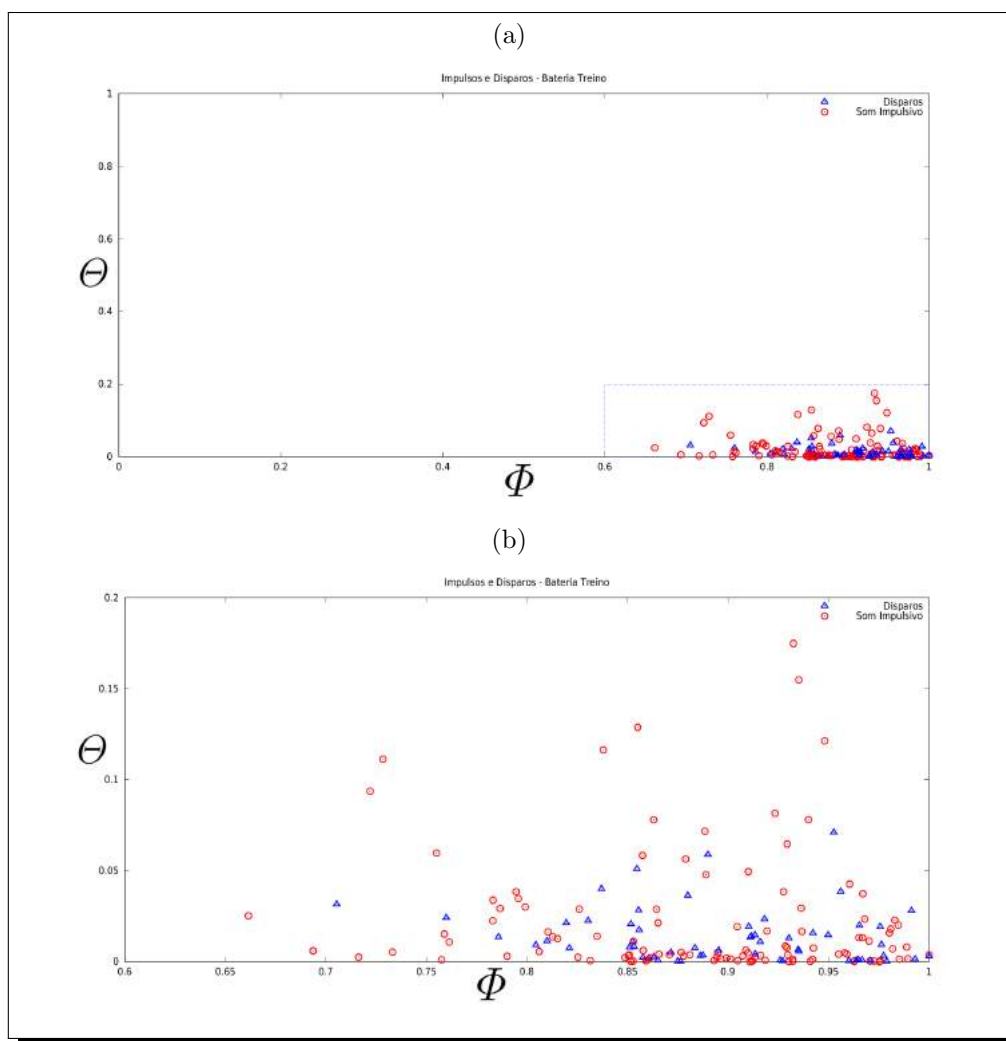 (a)
Impulsos e Disparos - Bateria Treino
Disparos
Som Impulsivo
1
0.8
0.6
0.4
0.2
0
Θ
0 0.2 0.4 0.6 0.8 1
Φ
(b)
Impulsos e Disparos - Bateria Treino
Disparos
Som Impulsivo
0.2
0.15
0.1
0.05
0
Θ
0.6 0.65 0.7 0.75 0.8 0.85 0.9 0.95 1
Φ